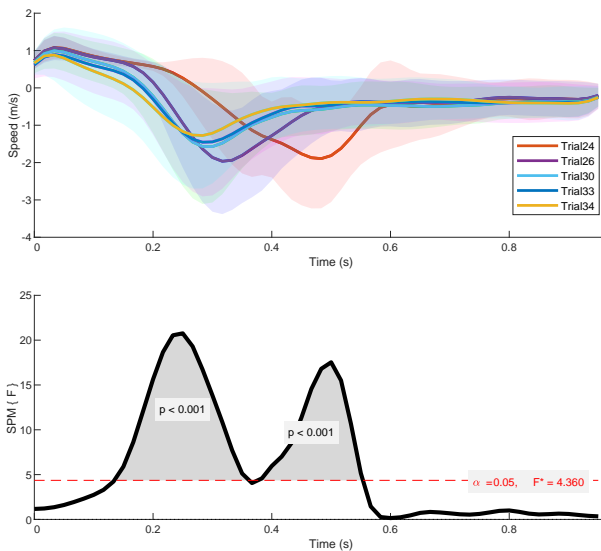 2
1
0
-1
-2
-3
-4
Speed (m/s)
Trial24
Trial26
Trial30
Trial33
Trial34
0 0.2 0.4 0.6 0.8
Time (s)
25
20
15
10
5
0
SPM { F }
p < 0.001
p < 0.001
α =0.05, F* = 4.360
0 0.2 0.4 0.6 0.8
Time (s)